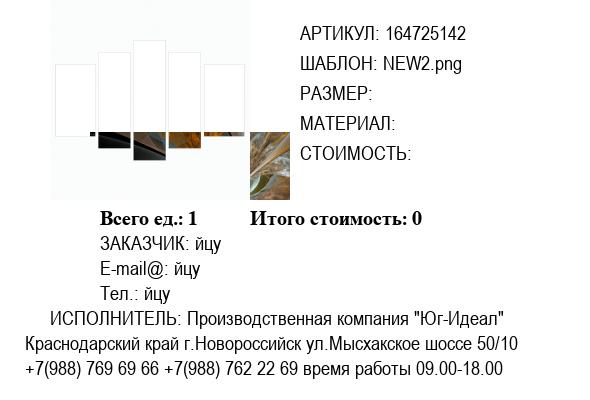 АРТИКУЛ: 164725142
ШАБЛОН: NEW2.png
РАЗМЕР:
МАТЕРИАЛ:
СТОИМОСТЬ:
Всего ед.: 1 Итого стоимость: 0
ЗАКАЗЧИК: йцу
E-mail@: йцу
Тел.: йцу
ИСПОЛНИТЕЛЬ: Производственная компания "Юг-Идеал"
Краснодарский край г.Новороссийск ул.Мысхакское шоссе 50/10
+7(988) 769 69 66 +7(988) 762 22 69 время работы 09.00-18.00